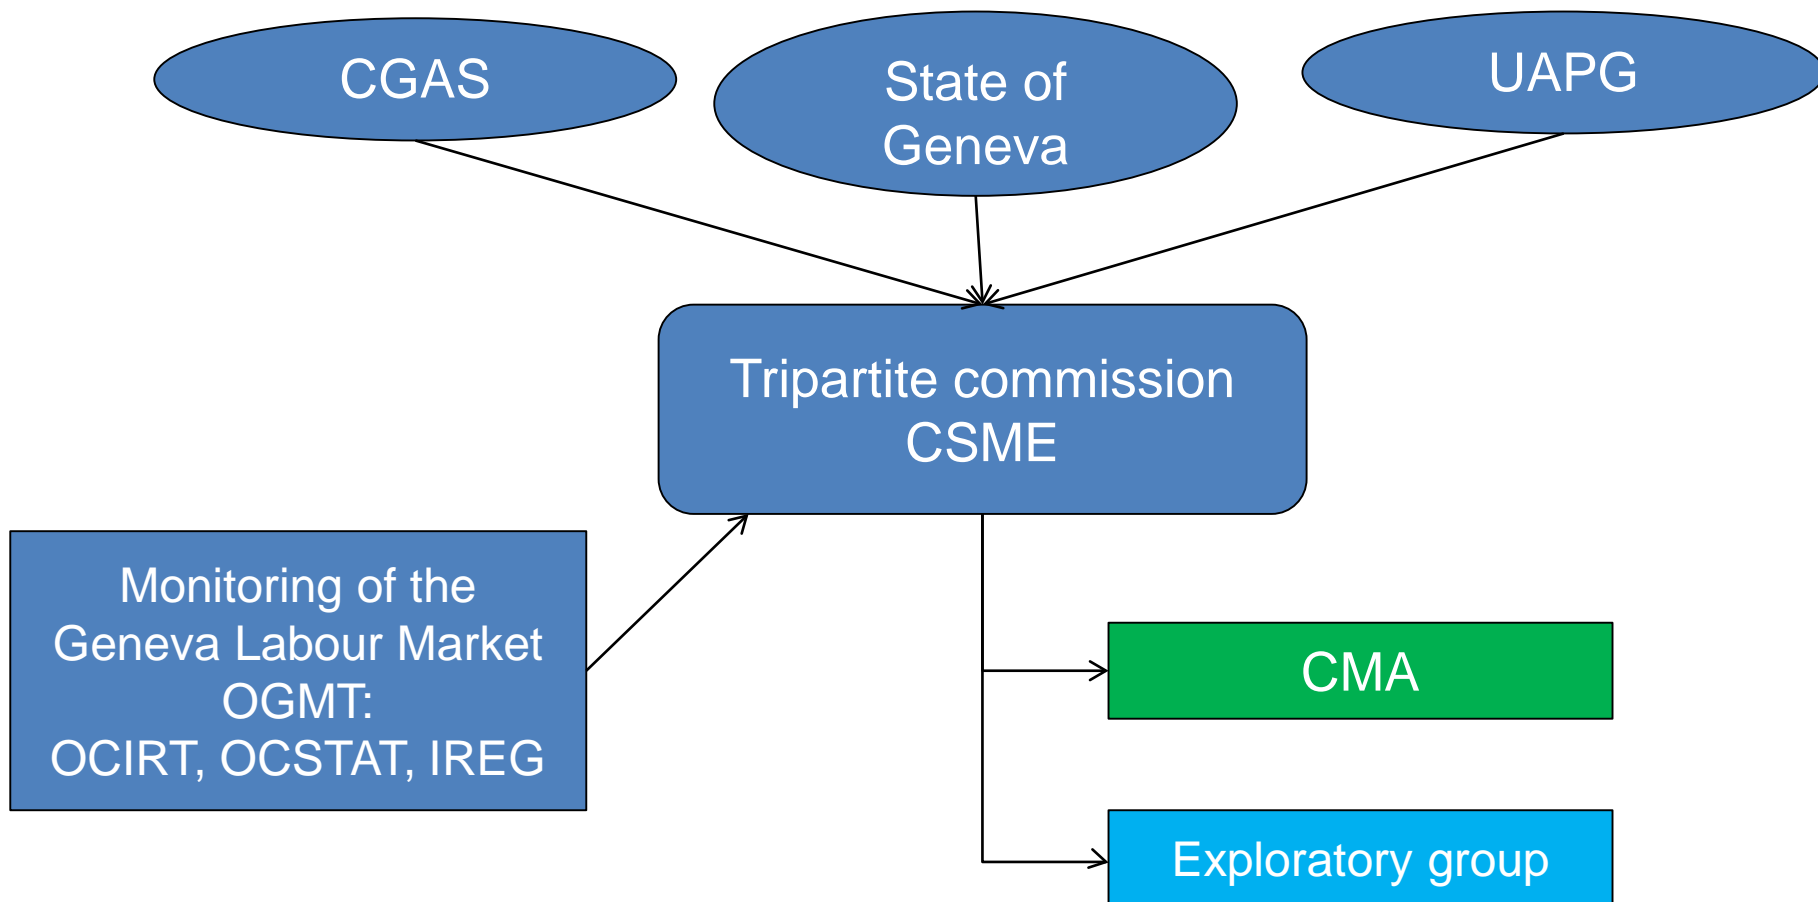 CGAS
State of
Geneva
UAPG
Tripartite commission
CSME
Monitoring of the
Geneva Labour Market
OGMT:
OCIRT, OCSTAT, IREG
CMA
Exploratory group